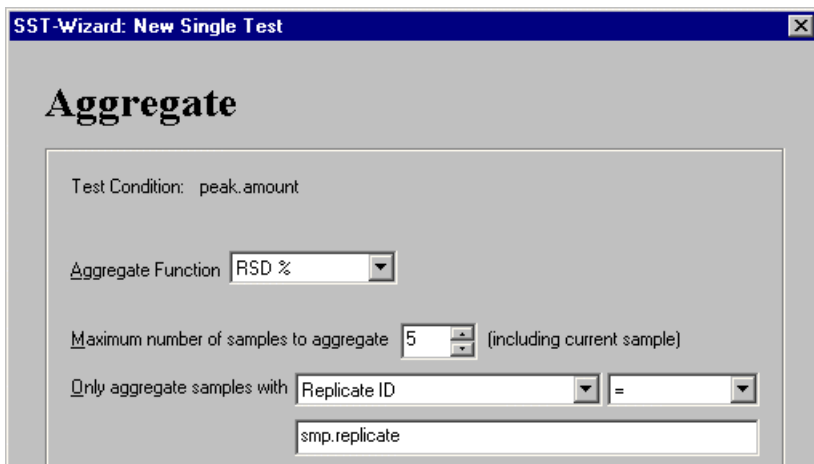 SST-Wizard: New Single Test
Aggregate
Test Condition: peak.amount
Aggregate Function RSD %
Maximum number of samples to aggregate 5 (including current sample)
Only aggregate samples with Replicate ID =
smp.replicate